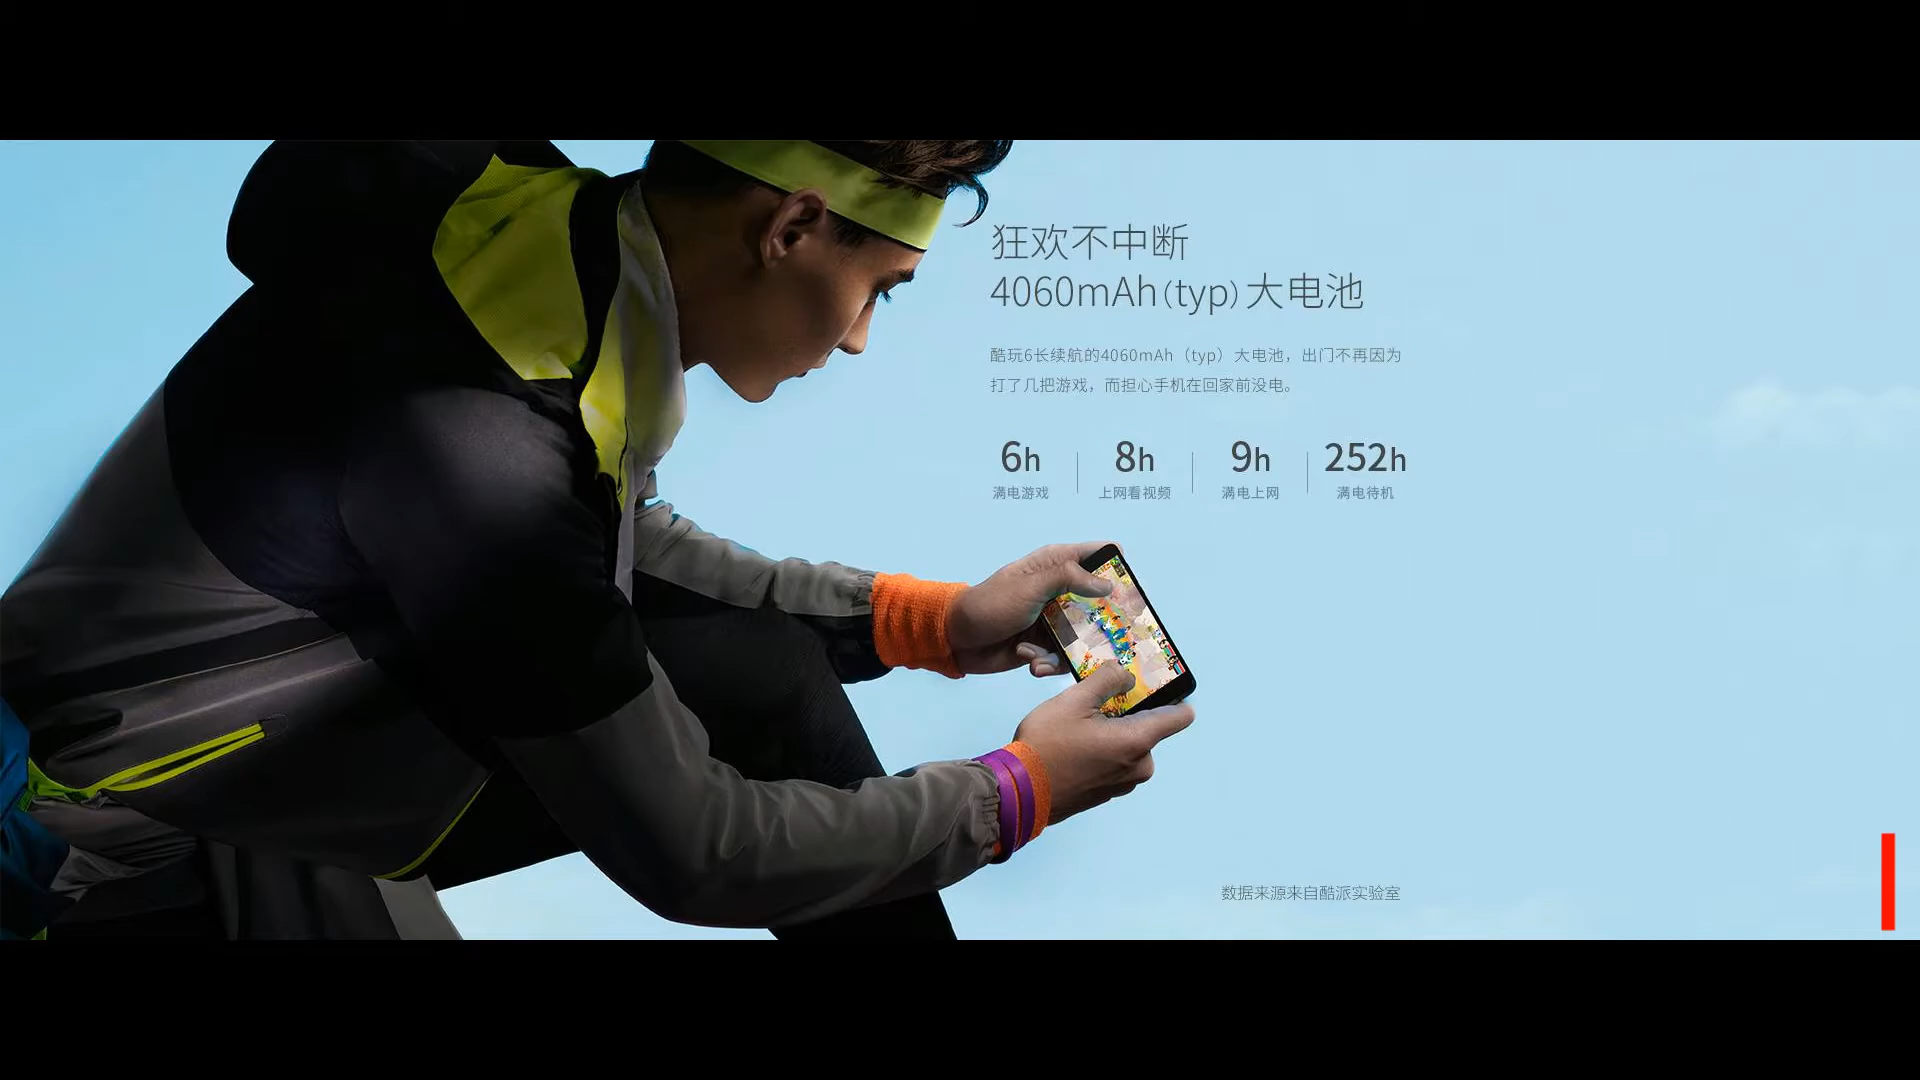 狂欢不中断
4060mAh(typ)大电池
酷玩6长续航的4060mAh（typ）大电池，出门不再因为
打了几把游戏，而担心手机在回家前没电。
6h 8h 9h 252h
满电游戏 上网看视频 满电上网 满电待机
数据来源来自酷派实验室